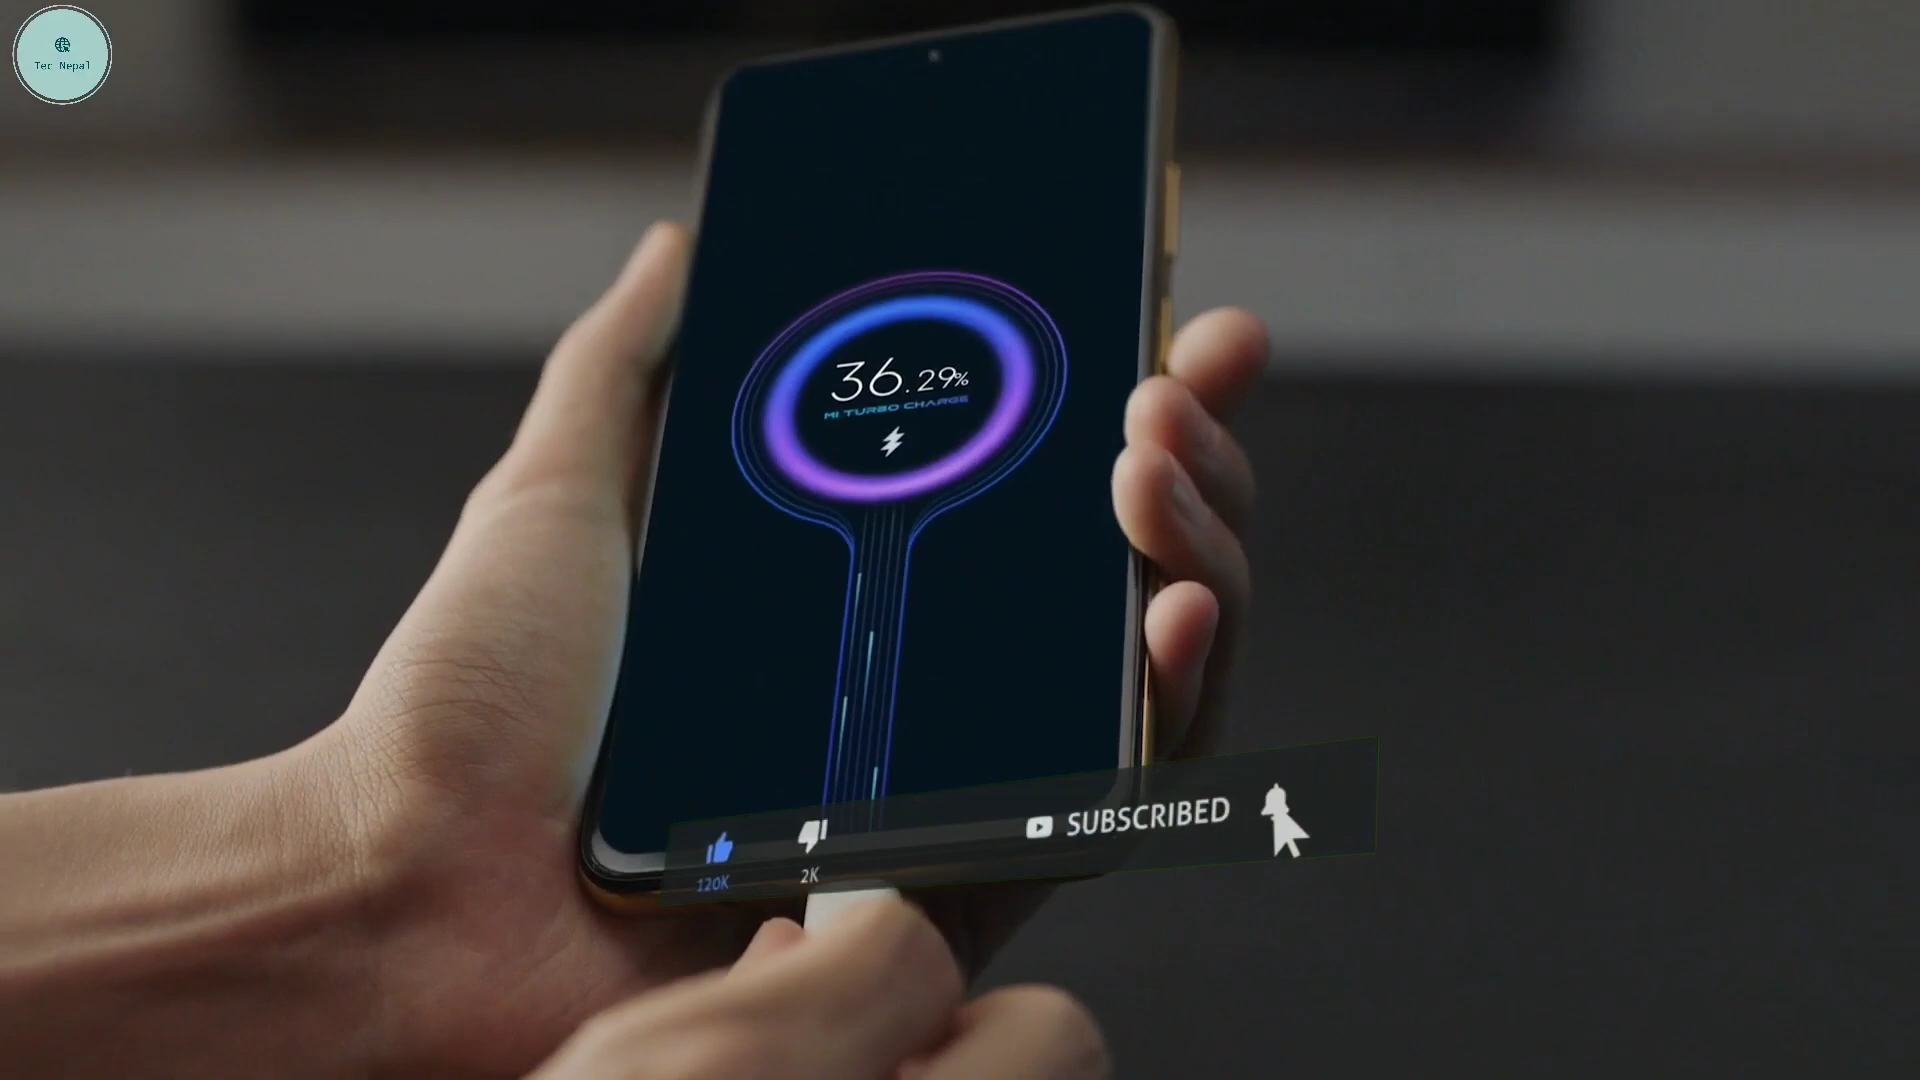 Tec Nepal
36.29%
MI TURBO CHARGE
120K
2K
SUBSCRIBED